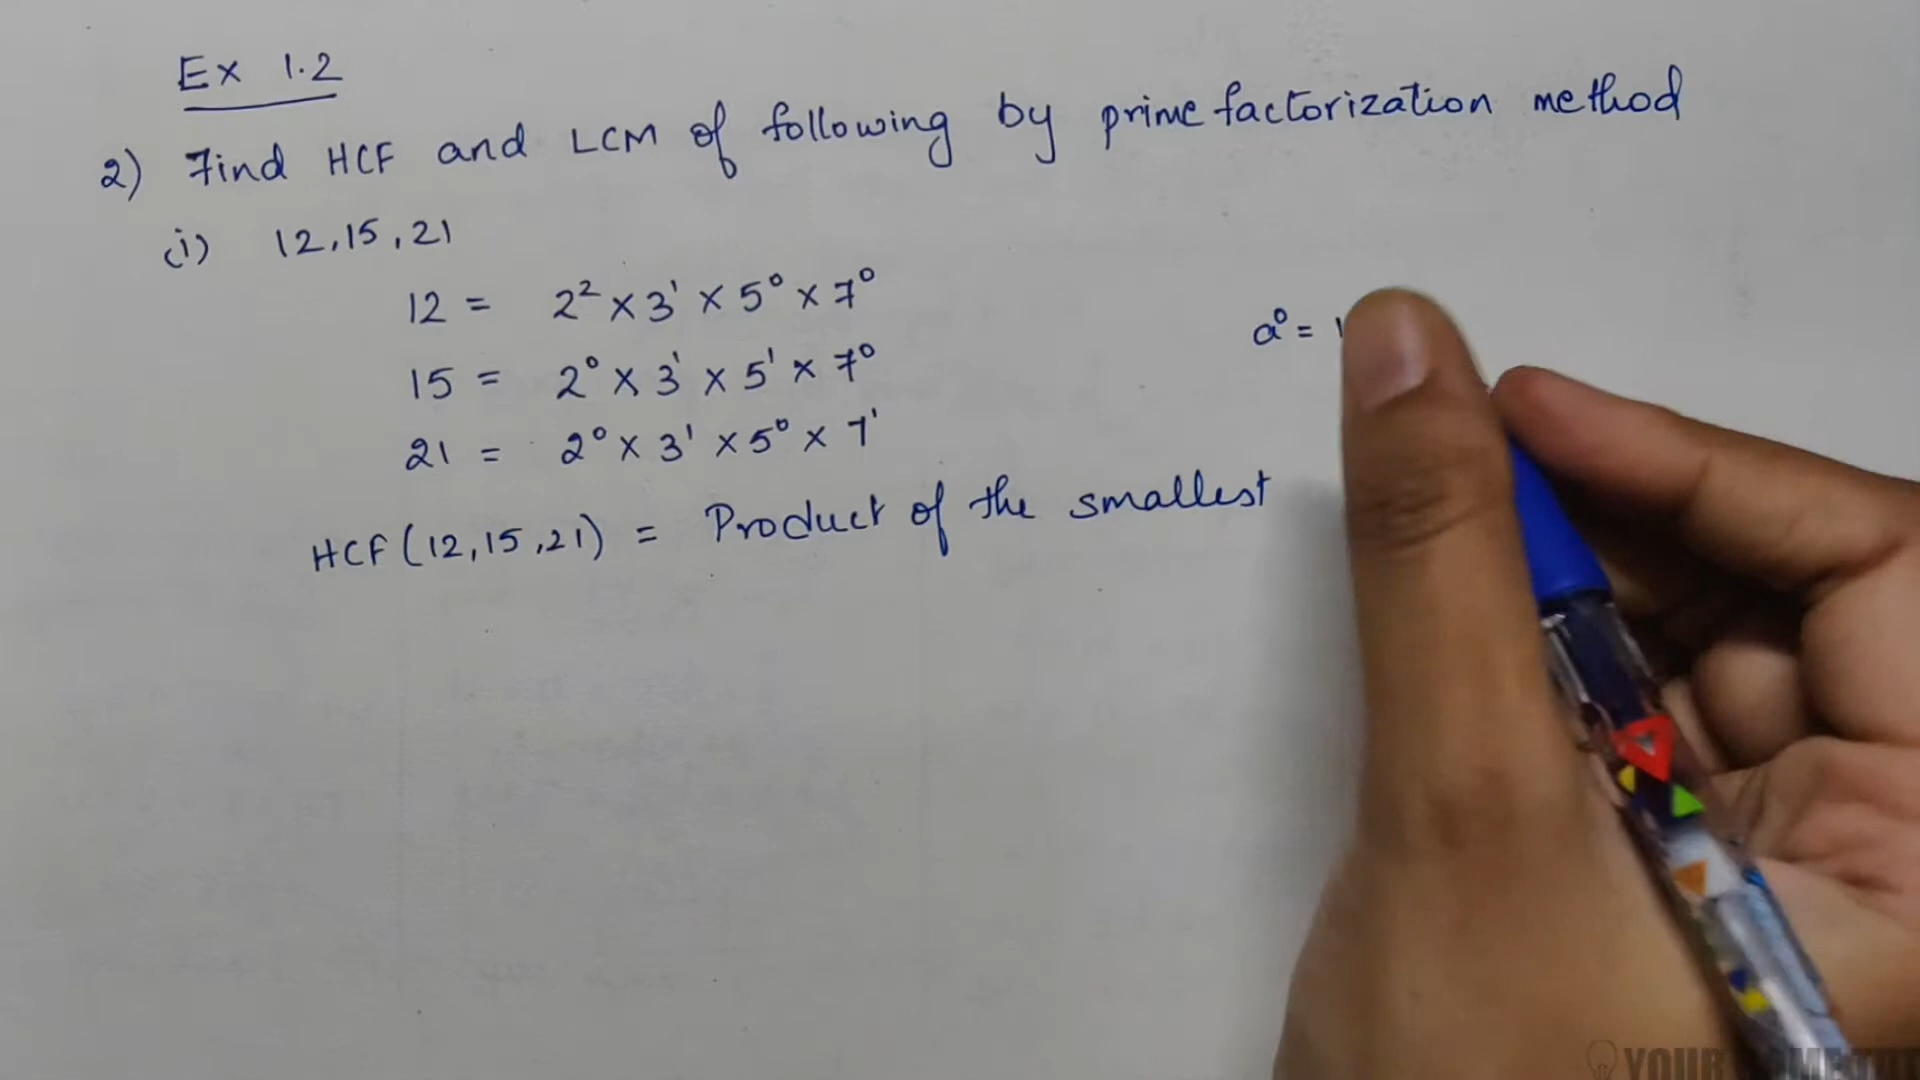 Ex 1.2
2) Find HCF and LCM of following by prime factorization method
(i) 12, 15, 21
12 = 2² × 3¹ × 5⁰ × 7⁰
a⁰ = 1
15 = 2⁰ × 3¹ × 5¹ × 7⁰
21 = 2⁰ × 3¹ × 5⁰ × 7¹
HCF (12, 15, 21) = Product of the smallest
YOUR